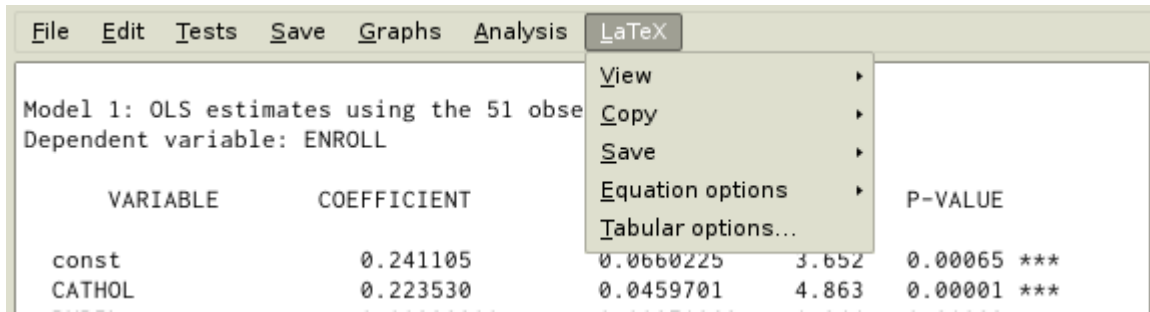 File Edit Tests Save Graphs Analysis LaTeX
View
Copy
Save
Equation options
Tabular options...
Model 1: OLS estimates using the 51 obse
Dependent variable: ENROLL
VARIABLE COEFFICIENT P-VALUE
const 0.241105 0.0660225 3.652 0.00065 ***
CATHOL 0.223530 0.0459701 4.863 0.00001 ***